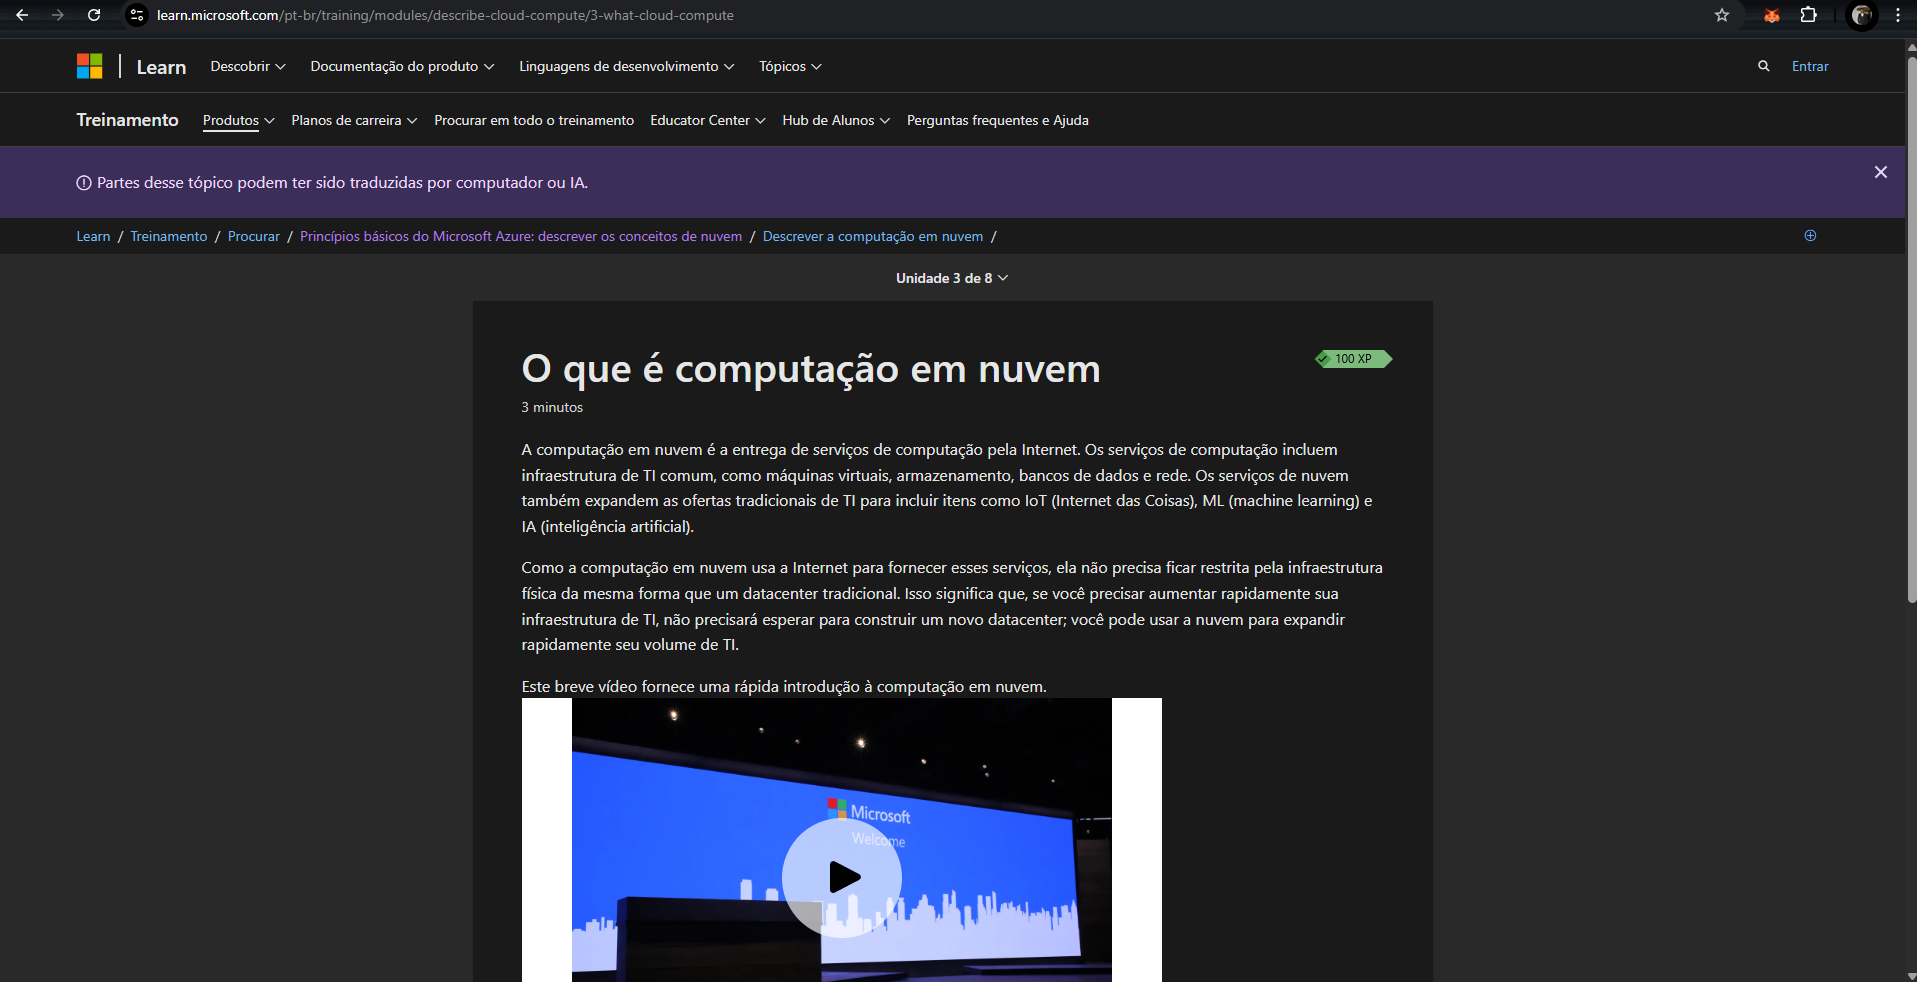 learn.microsoft.com/pt-br/training/modules/describe-cloud-compute/3-what-cloud-compute
Learn Descobrir Documentação do produto Linguagens de desenvolvimento Tópicos Entrar
Treinamento Produtos Planos de carreira Procurar em todo o treinamento Educator Center Hub de Alunos Perguntas frequentes e Ajuda
Partes desse tópico podem ter sido traduzidas por computador ou IA.
Learn / Treinamento / Procurar / Princípios básicos do Microsoft Azure: descrever os conceitos de nuvem / Descrever a computação em nuvem /
Unidade 3 de 8
O que é computação em nuvem
100 XP
3 minutos
A computação em nuvem é a entrega de serviços de computação pela Internet. Os serviços de computação incluem
infraestrutura de TI comum, como máquinas virtuais, armazenamento, bancos de dados e rede. Os serviços de nuvem
também expandem as ofertas tradicionais de TI para incluir itens como IoT (Internet das Coisas), ML (machine learning) e
IA (inteligência artificial).
Como a computação em nuvem usa a Internet para fornecer esses serviços, ela não precisa ficar restrita pela infraestrutura
física da mesma forma que um datacenter tradicional. Isso significa que, se você precisar aumentar rapidamente sua
infraestrutura de TI, não precisará esperar para construir um novo datacenter; você pode usar a nuvem para expandir
rapidamente seu volume de TI.
Este breve vídeo fornece uma rápida introdução à computação em nuvem.
Microsoft
Welcome